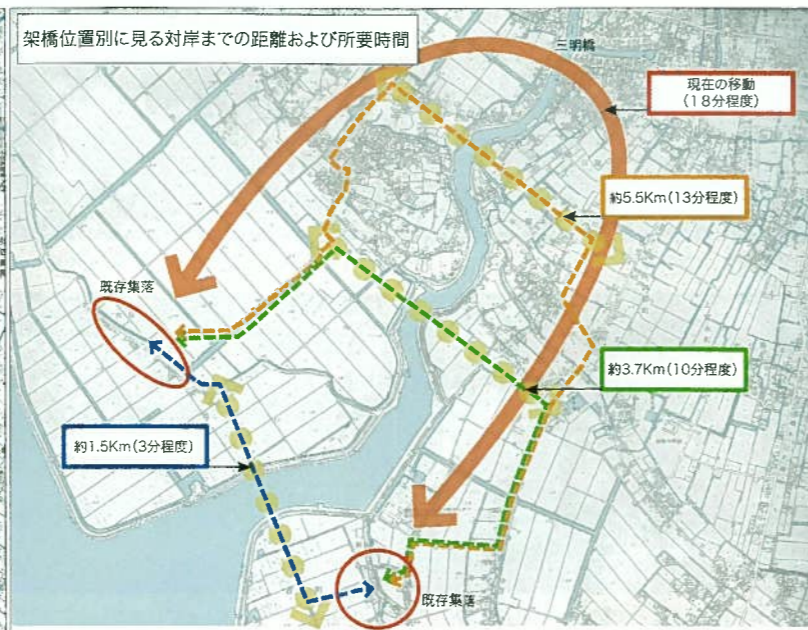 架橋位置別に見る対岸までの距離および所要時間
三明橋
現在の移動
(18分程度)
約5.5Km(13分程度)
既存集落
約3.7Km(10分程度)
約1.5Km(3分程度)
既存集落